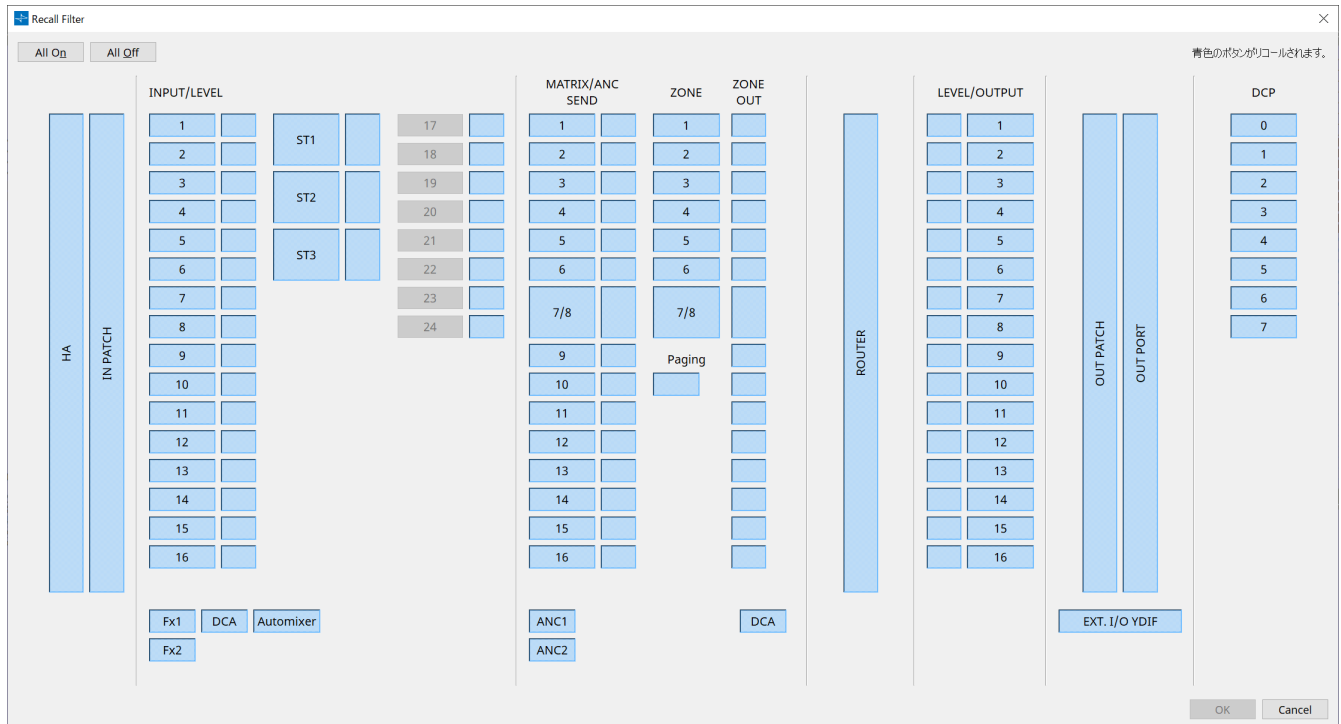 Recall Filter
All On
All Off
青色のボタンがリコールされます。
INPUT/LEVEL
MATRIX/ANC
SEND
ZONE
ZONE
OUT
LEVEL/OUTPUT
DCP
HA
IN PATCH
1
2
3
4
5
6
7
8
9
10
11
12
13
14
15
16
ST1
ST2
ST3
17
18
19
20
21
22
23
24
Fx1
DCA
Automixer
Fx2
1
2
3
4
5
6
7/8
9
10
11
12
13
14
15
16
ANC1
ANC2
1
2
3
4
5
6
7/8
Paging
DCA
ROUTER
1
2
3
4
5
6
7
8
9
10
11
12
13
14
15
16
OUT PATCH
OUT PORT
EXT. I/O YDIF
0
1
2
3
4
5
6
7
OK
Cancel